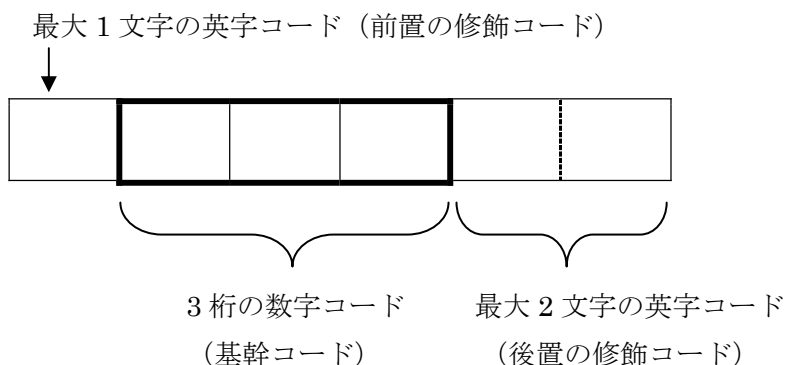 最大 1 文字の英字コード（前置の修飾コード）
3 桁の数字コード
（基幹コード）
最大 2 文字の英字コード
（後置の修飾コード）